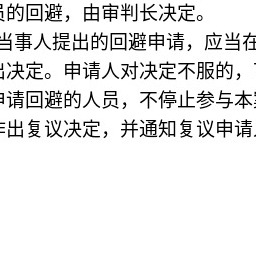 员的回避，由审判长决定。
当事人提出的回避申请，应当在
出决定。申请人对决定不服的，
申请回避的人员，不停止参与本
作出复议决定，并通知复议申请